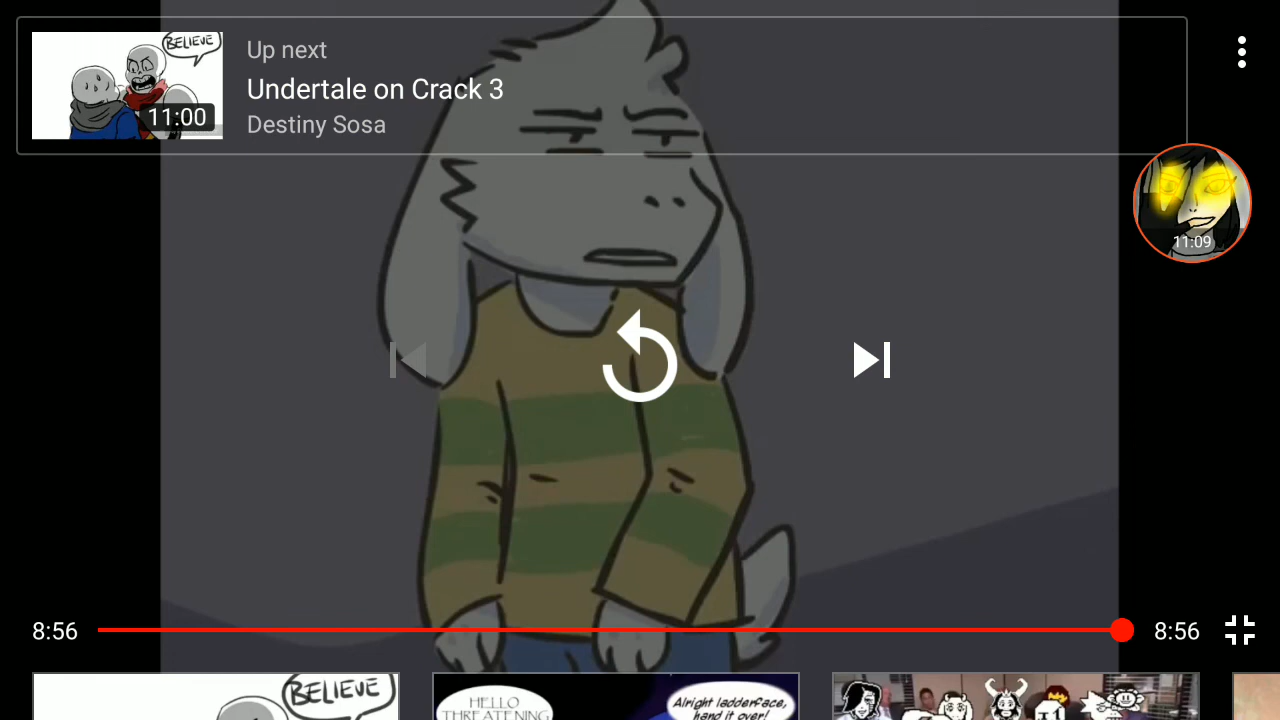 BELIEVE
11:00
Up next
Undertale on Crack 3
Destiny Sosa
11:09
8:56
8:56
BELIEVE
HELLO
THREATENING
Alright ladderface,
hand it over!